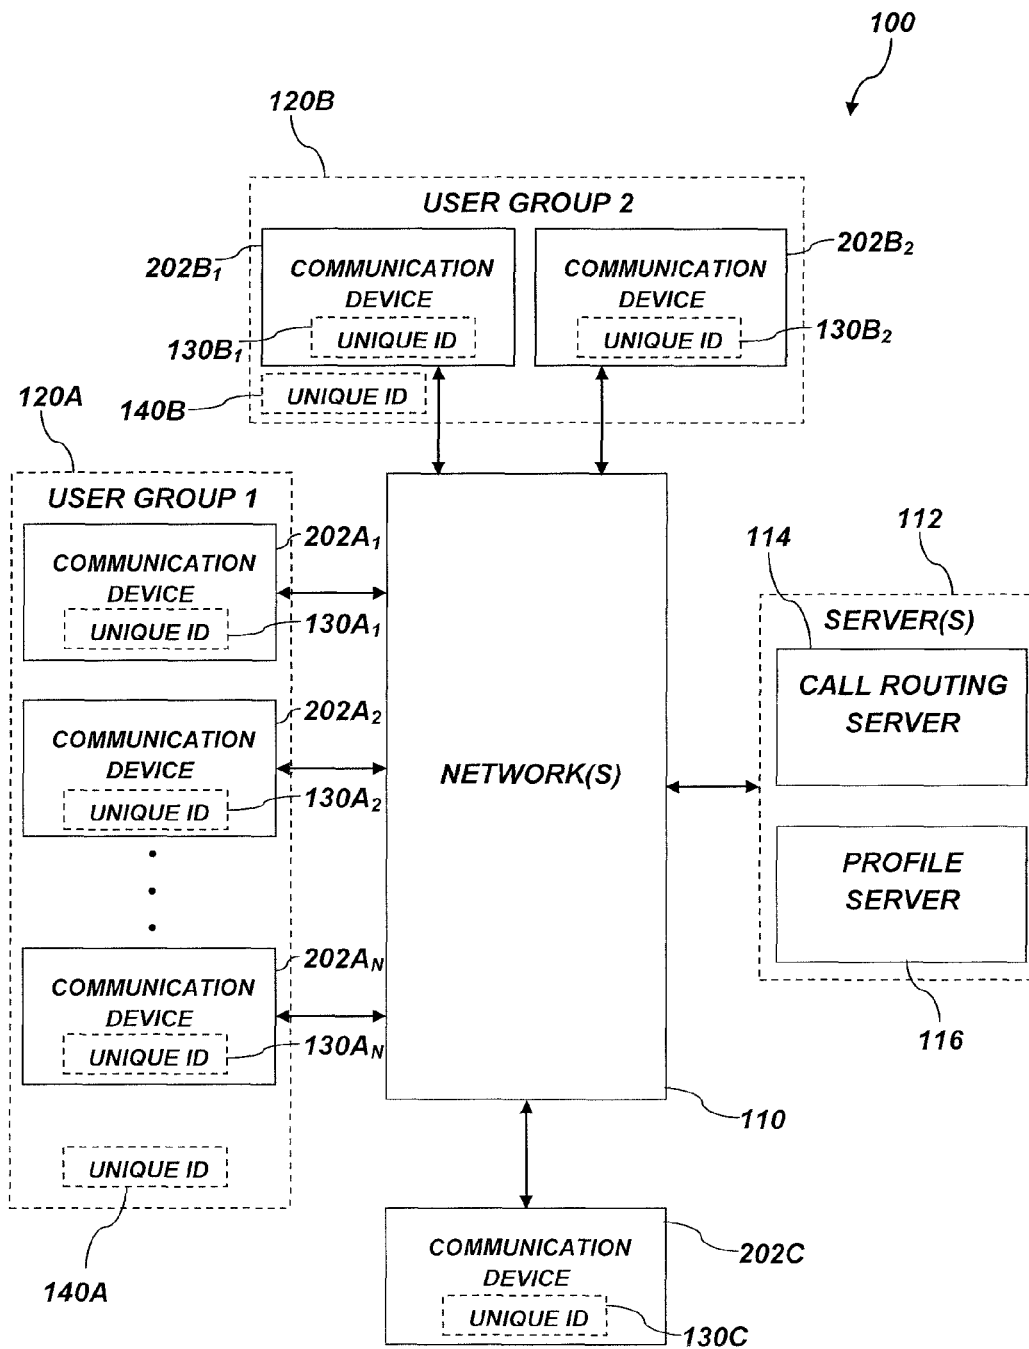 100
120B
USER GROUP 2
202B1
COMMUNICATION
DEVICE
130B1
UNIQUE ID
COMMUNICATION
DEVICE
UNIQUE ID
202B2
130B2
140B
UNIQUE ID
120A
USER GROUP 1
202A1
COMMUNICATION
DEVICE
UNIQUE ID
130A1
202A2
COMMUNICATION
DEVICE
UNIQUE ID
130A2
202AN
COMMUNICATION
DEVICE
UNIQUE ID
130AN
UNIQUE ID
140A
NETWORK(S)
110
112
114
SERVER(S)
CALL ROUTING
SERVER
PROFILE
SERVER
116
COMMUNICATION
DEVICE
UNIQUE ID
202C
130C